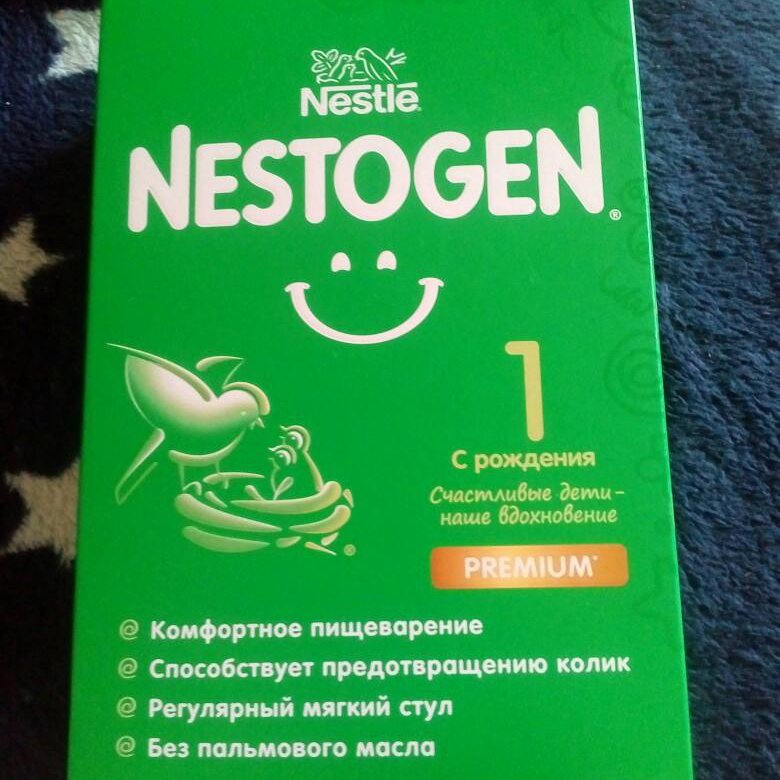 Nestlé
NESTOGEN®
1
С рождения
Счастливые дети –
наше вдохновение
PREMIUM*
®
Комфортное пищеварение
Способствует предотвращению колик
Регулярный мягкий стул
Без пальмового масла